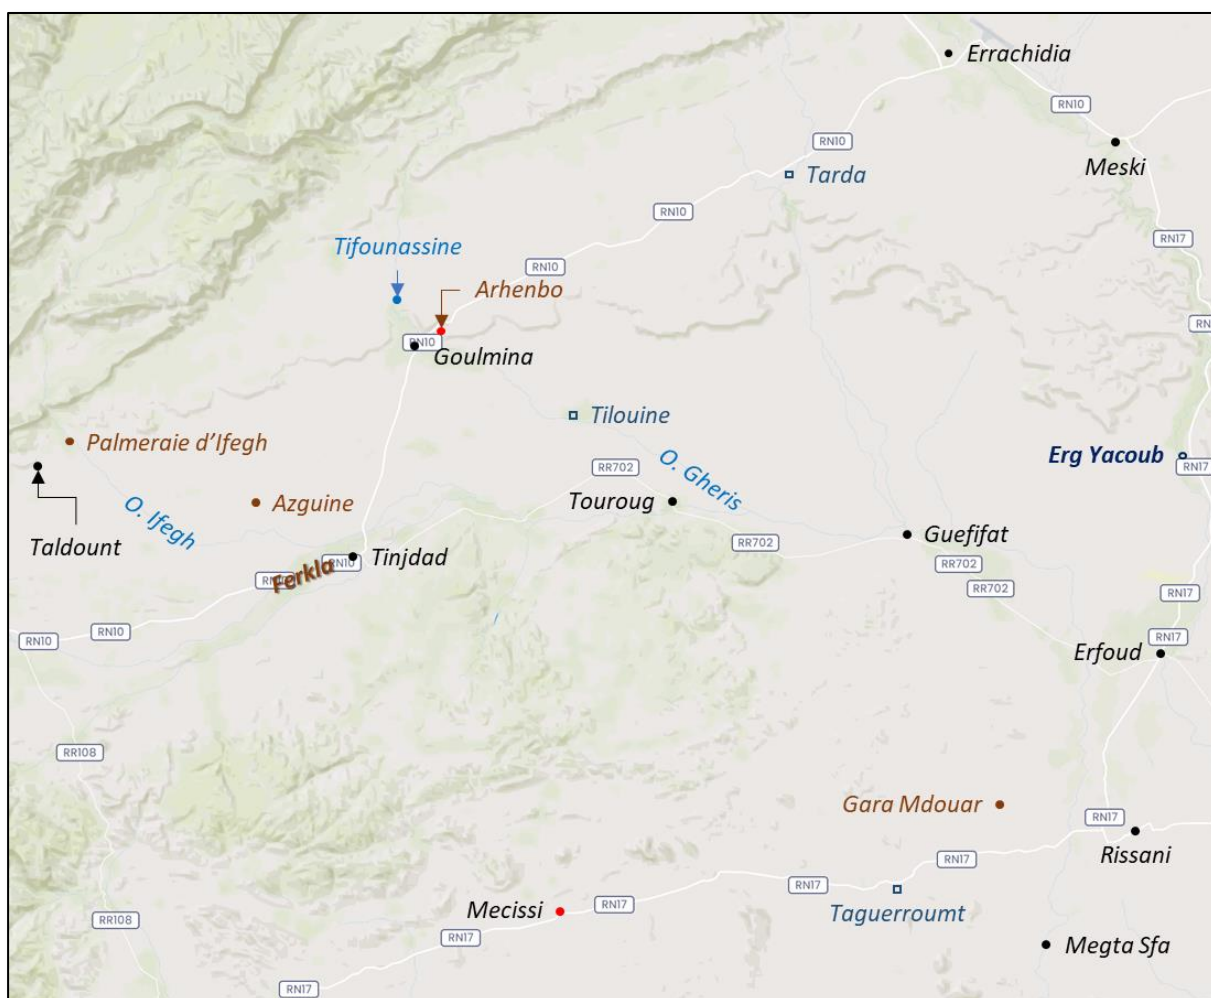 Errachidia
RN10
RN10
Meski
Tarda
RN10
RN17
Tifounassine
RN10
Arhenbo
RN10
Goulmina
Tilouine
Palmeraie d'Ifegh
Erg Yacoub
RN17
O. Gheris
RR702
Touroug
Azguine
O. Ifegh
Taldount
Guefifat
RR702
Tinjdad
RN10
Ferkla
RR702
RR702
RN17
RN10
RN10
RN17
Erfoud
RR108
Gara Mdouar
RN17
Rissani
RN17
RN17
Taguerroumt
Mecissi
RN17
RR108
RN17
Megta Sfa
RN17